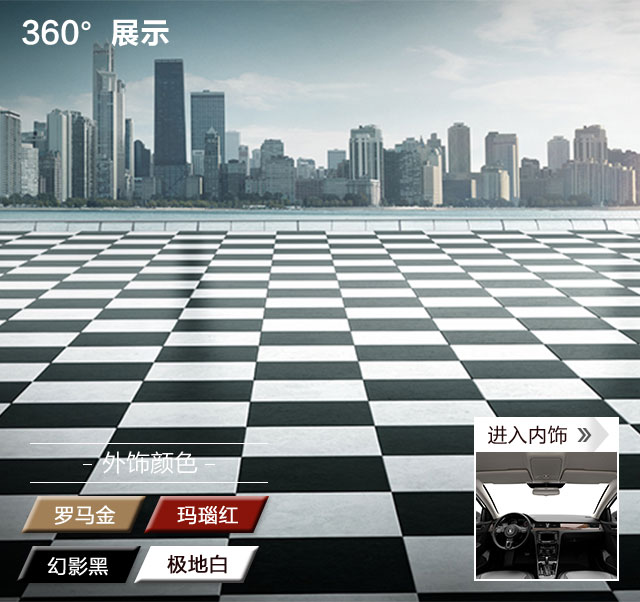 360° 展示
进入内饰 »
- 外饰颜色 -
罗马金
玛瑙红
幻影黑
极地白